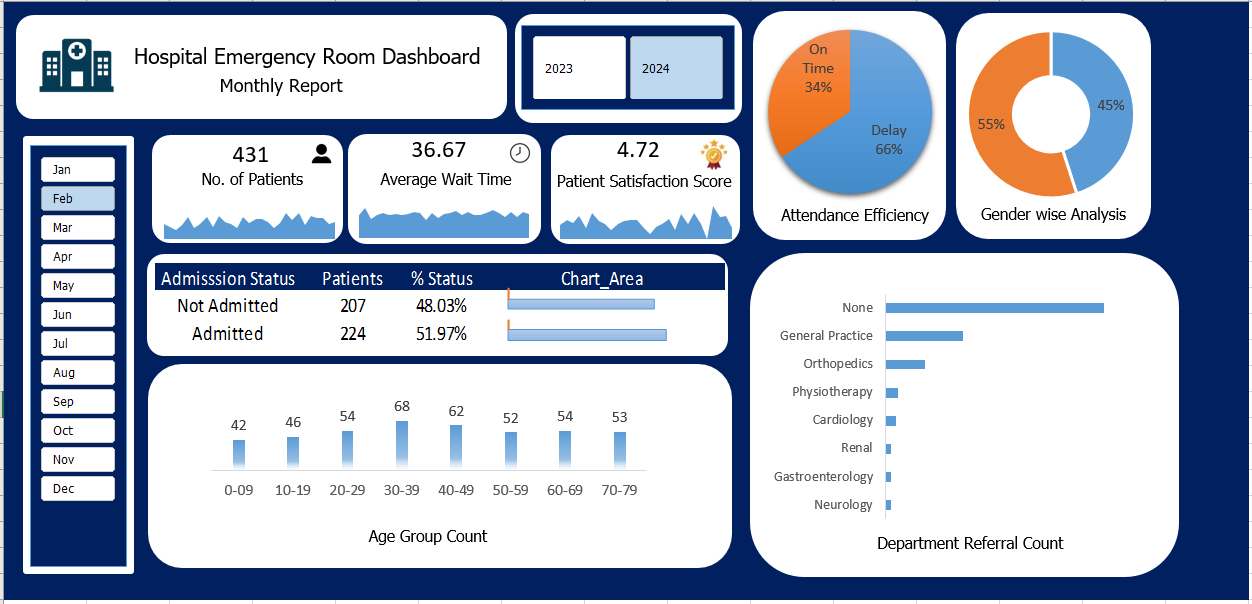 Hospital Emergency Room Dashboard
Monthly Report
2023
2024
Jan
Feb
Mar
Apr
May
Jun
Jul
Aug
Sep
Oct
Nov
Dec
431
No. of Patients
36.67
Average Wait Time
4.72
Patient Satisfaction Score
On
Time
34%
Delay
66%
Attendance Efficiency
45%
55%
Gender wise Analysis
Admisssion Status Patients % Status Chart_Area
Not Admitted 207 48.03%
Admitted 224 51.97%
42 46 54 68 62 52 54 53
0-09 10-19 20-29 30-39 40-49 50-59 60-69 70-79
Age Group Count
None
General Practice
Orthopedics
Physiotherapy
Cardiology
Renal
Gastroenterology
Neurology
Department Referral Count